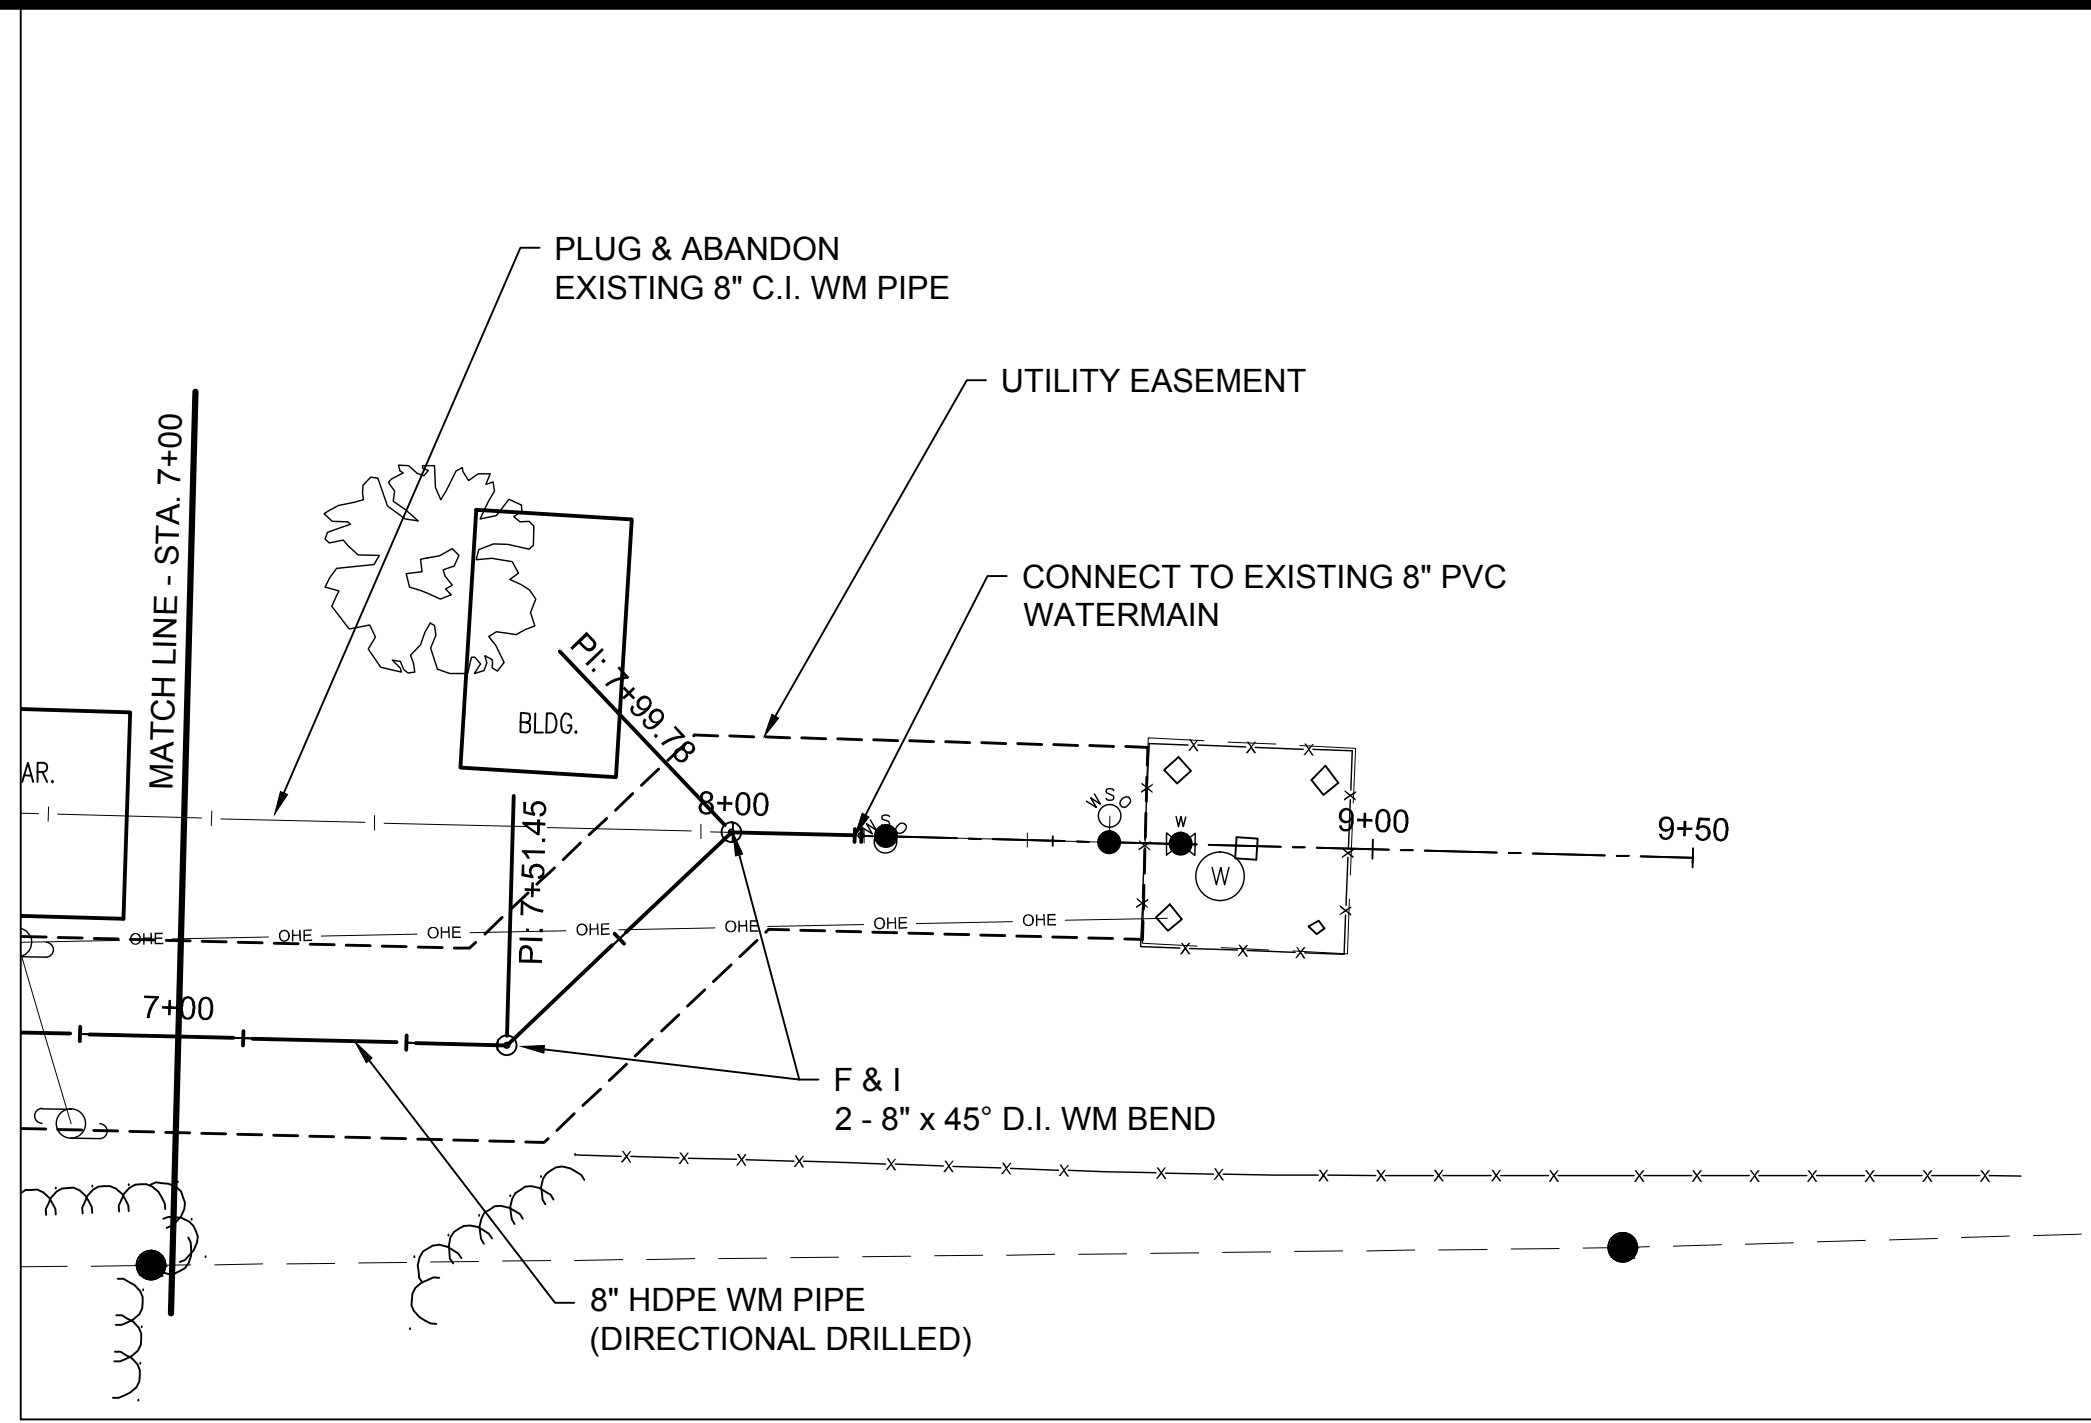 PLUG & ABANDON
EXISTING 8" C.I. WM PIPE
UTILITY EASEMENT
MATCH LINE - STA. 7+00
CONNECT TO EXISTING 8" PVC
WATERMAIN
PI: 7+99.78
BLDG.
AR.
8+00
WSO
WSO
W
9+00
9+50
W
PI: 7+51.45
OHE
OHE
OHE
OHE
OHE
OHE
OHE
7+00
F & I
2 - 8" x 45° D.I. WM BEND
8" HDPE WM PIPE
(DIRECTIONAL DRILLED)